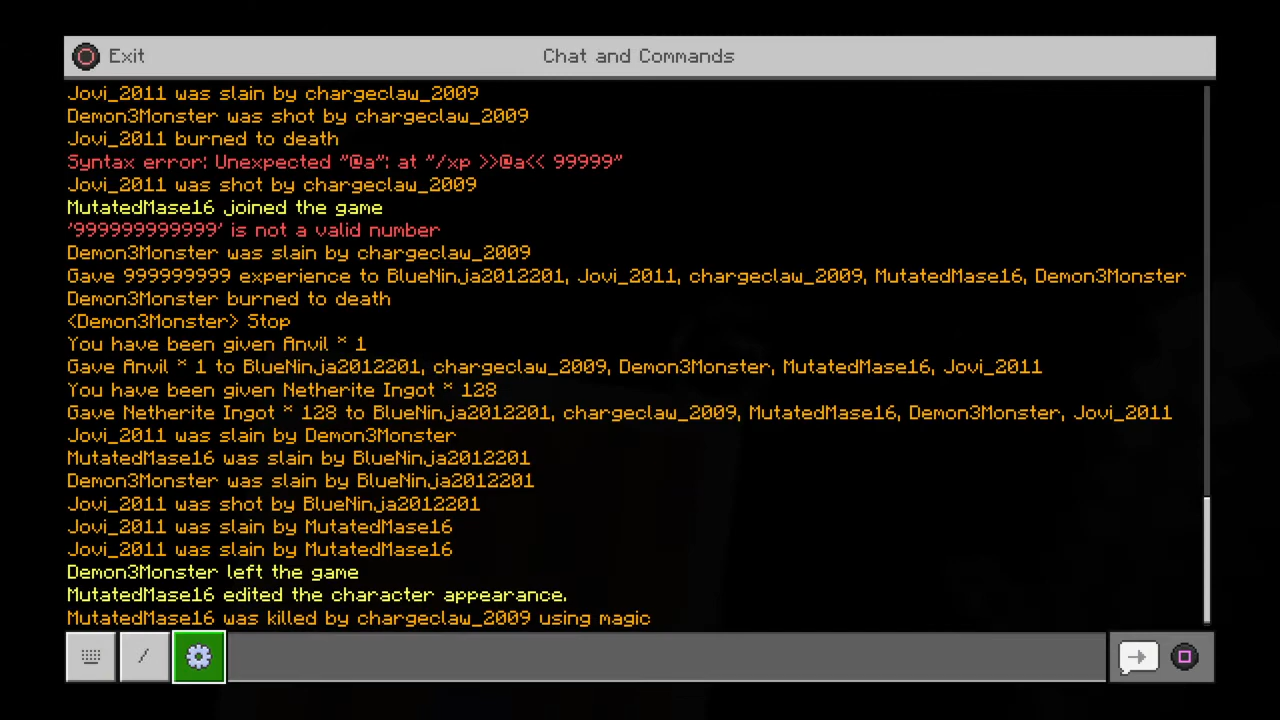 Exit
Chat and Commands
Jovi_2011 was slain by chargeclaw_2009
Demon3Monster was shot by chargeclaw_2009
Jovi_2011 burned to death
Syntax error: Unexpected "@a": at "/xp >>@a<< 99999"
Jovi_2011 was shot by chargeclaw_2009
MutatedMase16 joined the game
'999999999999' is not a valid number
Demon3Monster was slain by chargeclaw_2009
Gave 999999999 experience to BlueNinja2012201, Jovi_2011, chargeclaw_2009, MutatedMase16, Demon3Monster
Demon3Monster burned to death
<Demon3Monster> Stop
You have been given Anvil * 1
Gave Anvil * 1 to BlueNinja2012201, chargeclaw_2009, Demon3Monster, MutatedMase16, Jovi_2011
You have been given Netherite Ingot * 128
Gave Netherite Ingot * 128 to BlueNinja2012201, chargeclaw_2009, MutatedMase16, Demon3Monster, Jovi_2011
Jovi_2011 was slain by Demon3Monster
MutatedMase16 was slain by BlueNinja2012201
Demon3Monster was slain by BlueNinja2012201
Jovi_2011 was shot by BlueNinja2012201
Jovi_2011 was slain by MutatedMase16
Jovi_2011 was slain by MutatedMase16
Demon3Monster left the game
MutatedMase16 edited the character appearance.
MutatedMase16 was killed by chargeclaw_2009 using magic
/